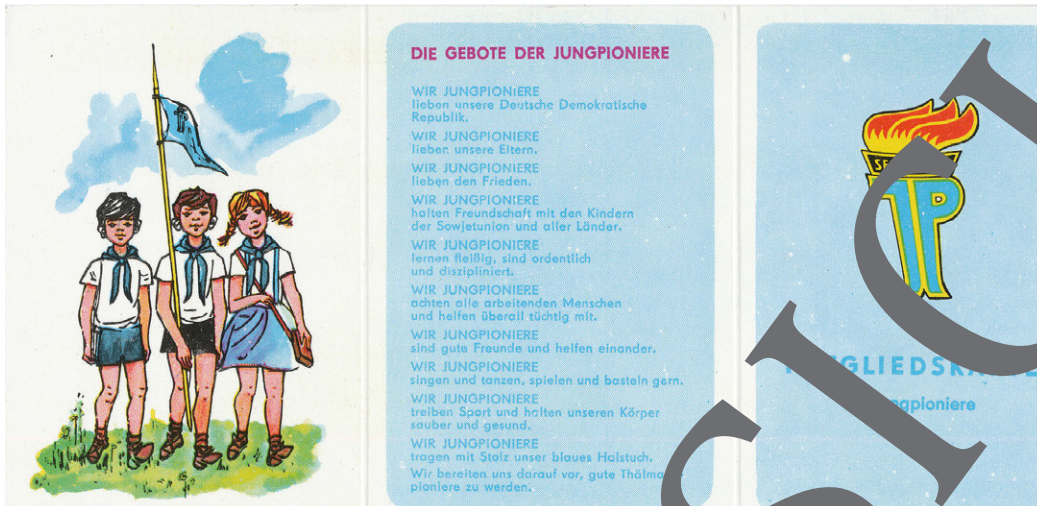 DIE GEBOTE DER JUNGPIONIERE
WIR JUNGPIONIERE
lieben unsere Deutsche Demokratische
Republik.
WIR JUNGPIONIERE
lieben unsere Eltern.
WIR JUNGPIONIERE
lieben den Frieden.
WIR JUNGPIONIERE
halten Freundschaft mit den Kindern
der Sowjetunion und aller Länder.
WIR JUNGPIONIERE
lernen fleißig, sind ordentlich
und diszipliniert.
WIR JUNGPIONIERE
achten alle arbeitenden Menschen
und helfen überall tüchtig mit.
WIR JUNGPIONIERE
sind gute Freunde und helfen einander.
WIR JUNGPIONIERE
singen und tanzen, spielen und basteln gern.
WIR JUNGPIONIERE
treiben Sport und halten unseren Körper
sauber und gesund.
WIR JUNGPIONIERE
tragen mit Stolz unser blaues Halstuch.
Wir bereiten uns darauf vor, gute
pioniere zu werden.
JP